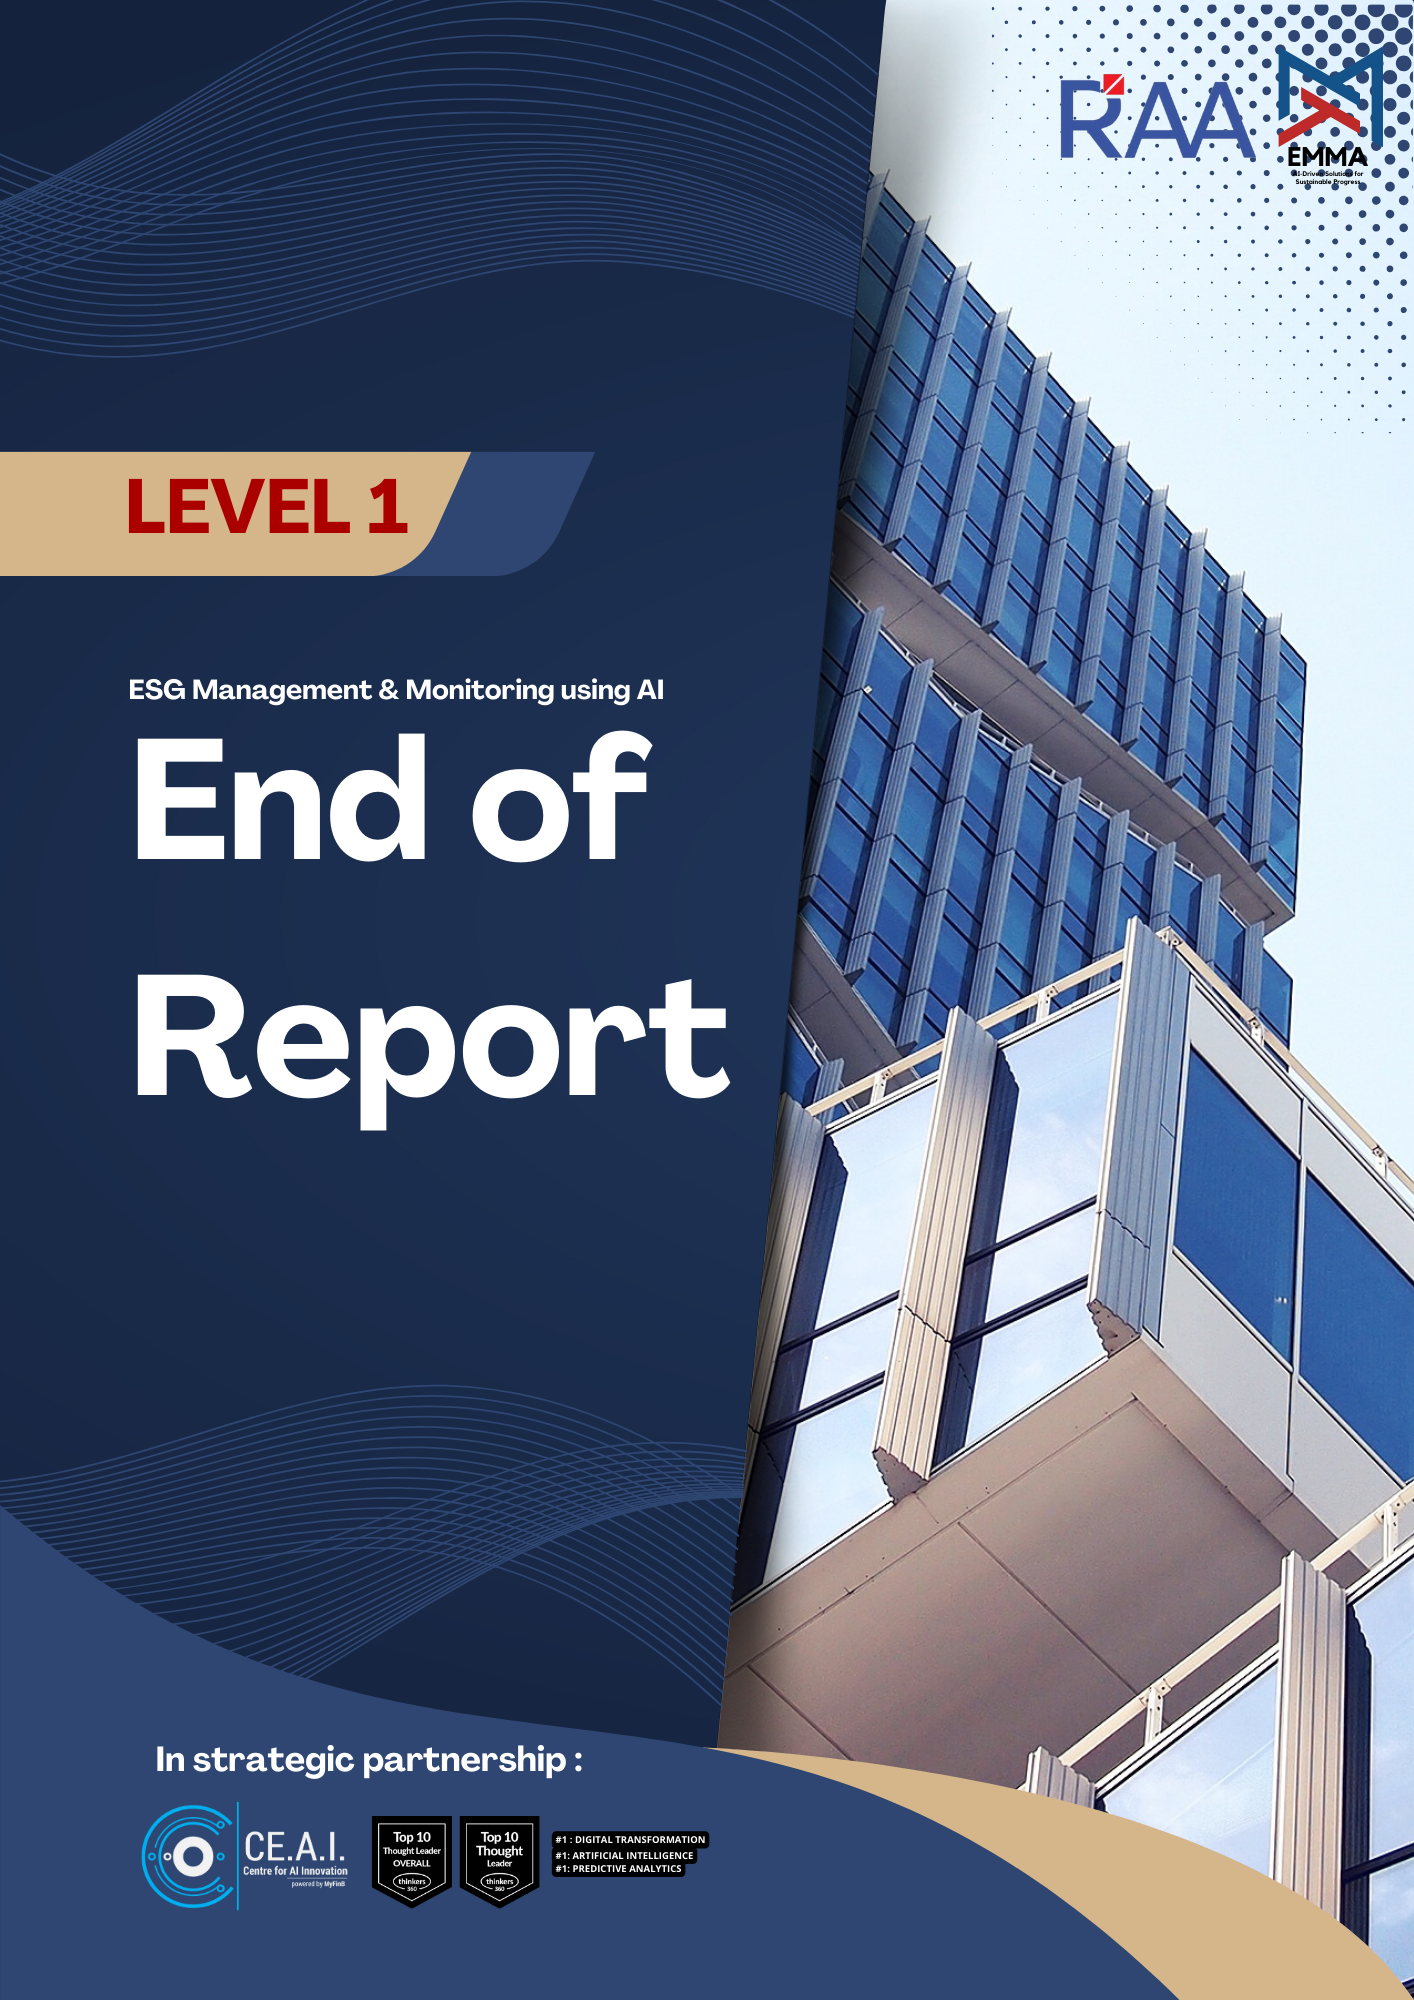 RAA
EMMA
AI-Driven Solutions for
Sustainable Progress
LEVEL 1
ESG Management & Monitoring using AI
End of
Report
In strategic partnership :
CE.A.I.
Centre for AI Innovation
powered by MyFinB
Top 10
Thought Leader
OVERALL
thinkers
360
Top 10
Thought
Leader
thinkers
360
#1 : DIGITAL TRANSFORMATION
#1: ARTIFICIAL INTELLIGENCE
#1: PREDICTIVE ANALYTICS